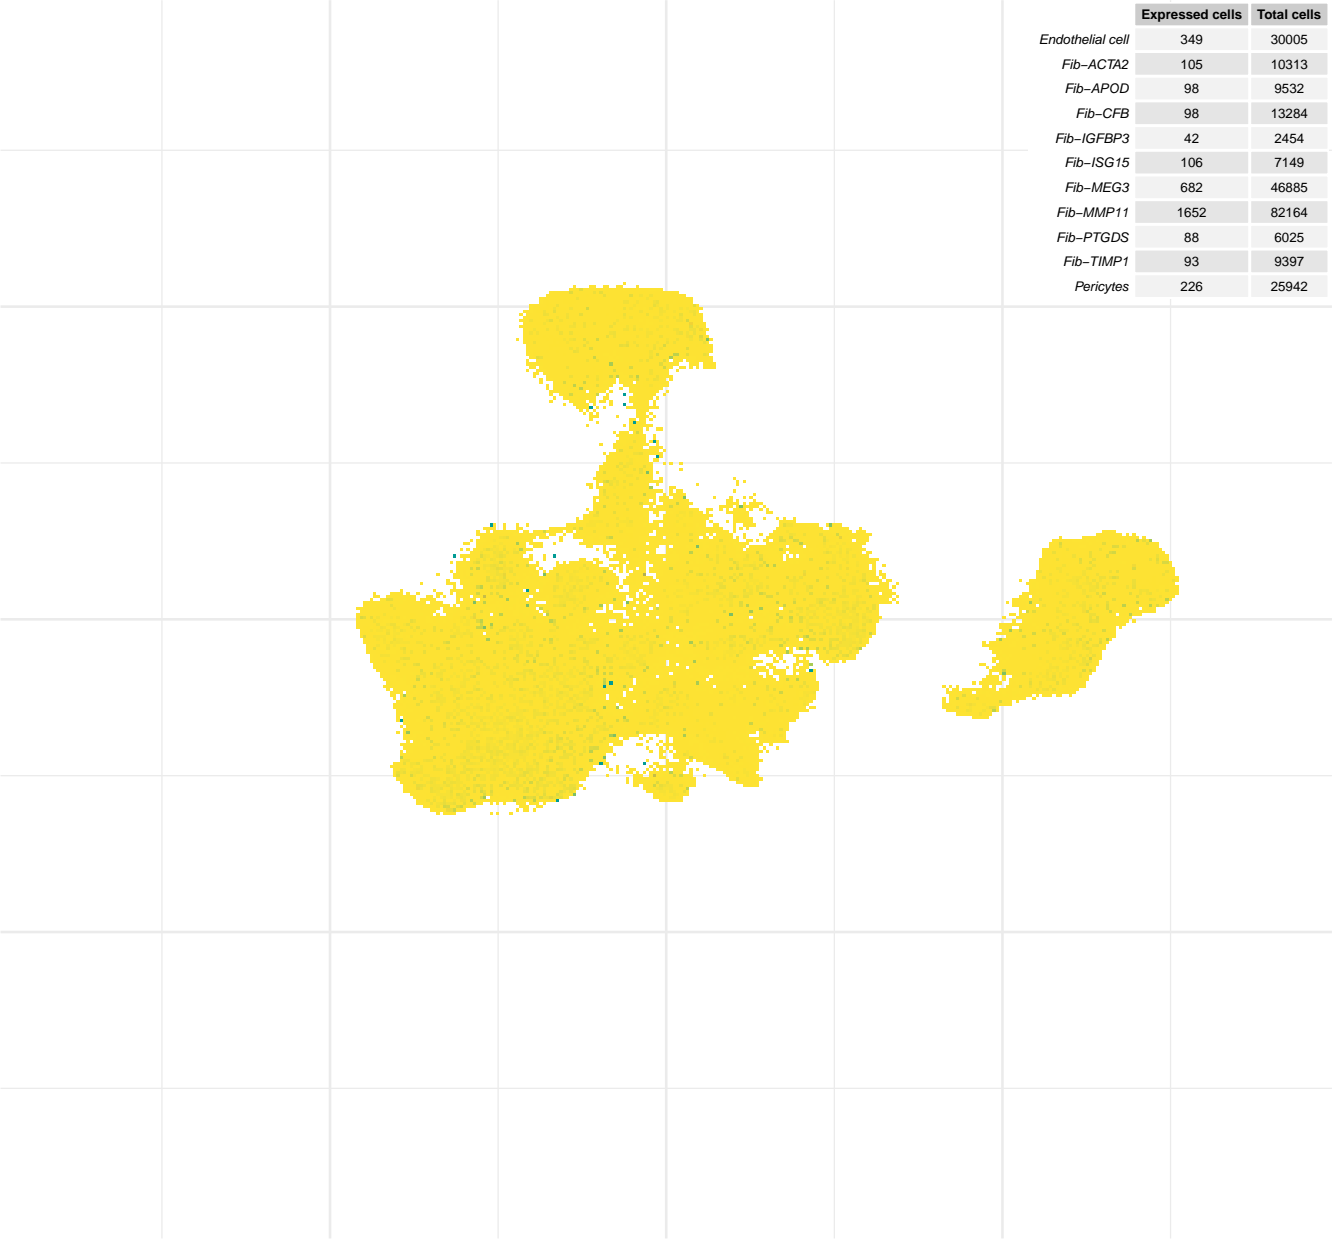 Expressed cells Total cells
Endothelial cell 349 30005
Fib−ACTA2 105 10313
Fib−APOD 98 9532
Fib−CFB 98 13284
Fib−IGFBP3 42 2454
Fib−ISG15 106 7149
Fib−MEG3 682 46885
Fib−MMP11 1652 82164
Fib−PTGDS 88 6025
Fib−TIMP1 93 9397
Pericytes 226 25942